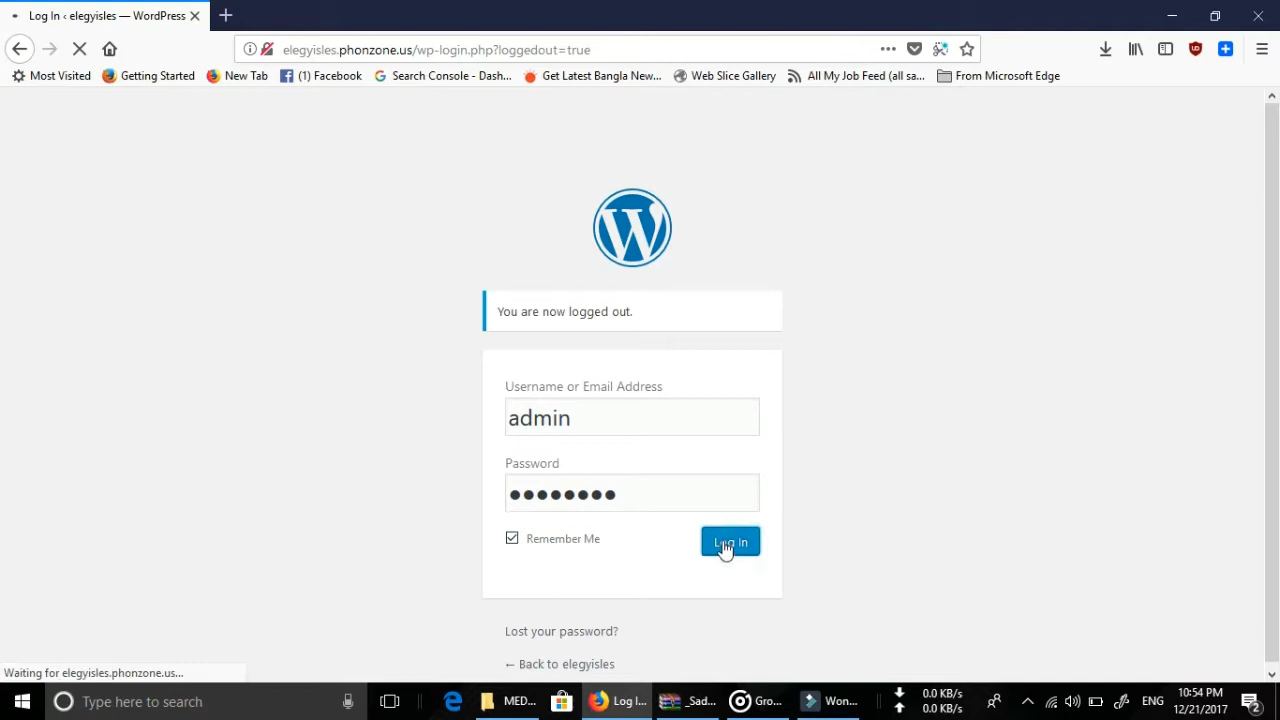 Log In ‹ elegyisles — WordPress
elegyisles.phonzone.us/wp-login.php?loggedout=true
Most Visited Getting Started New Tab (1) Facebook Search Console - Dash... Get Latest Bangla New... Web Slice Gallery All My Job Feed (all sa... From Microsoft Edge
You are now logged out.
Username or Email Address
admin
Password
Remember Me Log In
Lost your password?
← Back to elegyisles
Waiting for elegyisles.phonzone.us...
Type here to search MED... Log I... _Sad... Gro... Won... 0.0 KB/s ENG 10:54 PM
0.0 KB/s 12/21/2017 2